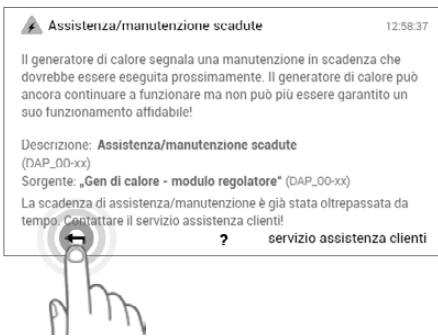 Assistenza/manutenzione scadute 12:58:37
Il generatore di calore segnala una manutenzione in scadenza che
dovrebbe essere eseguita prossimamente. Il generatore di calore può
ancora continuare a funzionare ma non può più essere garantito un
suo funzionamento affidabile!
Descrizione: Assistenza/manutenzione scadute
(DAP_00-xx)
Sorgente: „Gen di calore - modulo regolatore“ (DAP_00-xx)
La scadenza di assistenza/manutenzione è già stata oltrepassata da
tempo. Contattare il servizio assistenza clienti!
? servizio assistenza clienti